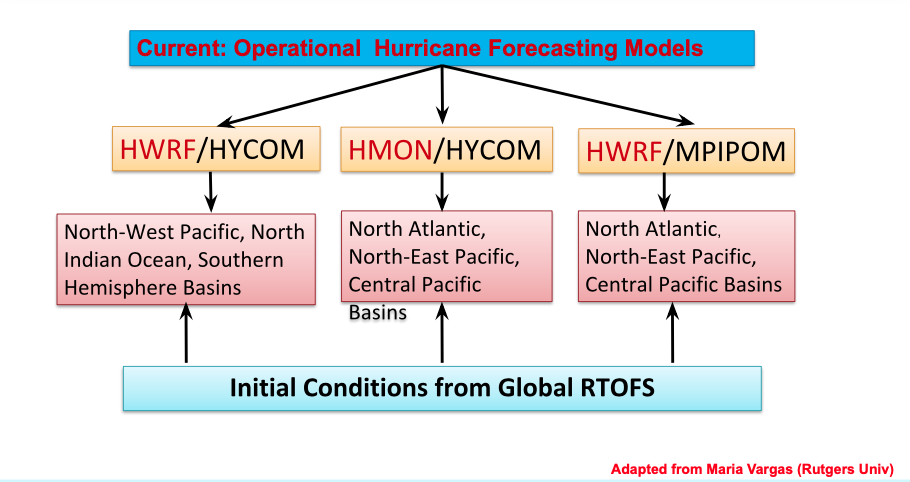 Current: Operational Hurricane Forecasting Models
HWRF/HYCOM
HMON/HYCOM
HWRF/MPIPOM
North-West Pacific, North
Indian Ocean, Southern
Hemisphere Basins
North Atlantic,
North-East Pacific,
Central Pacific
Basins
North Atlantic,
North-East Pacific,
Central Pacific Basins
Initial Conditions from Global RTOFS
Adapted from Maria Vargas (Rutgers Univ)